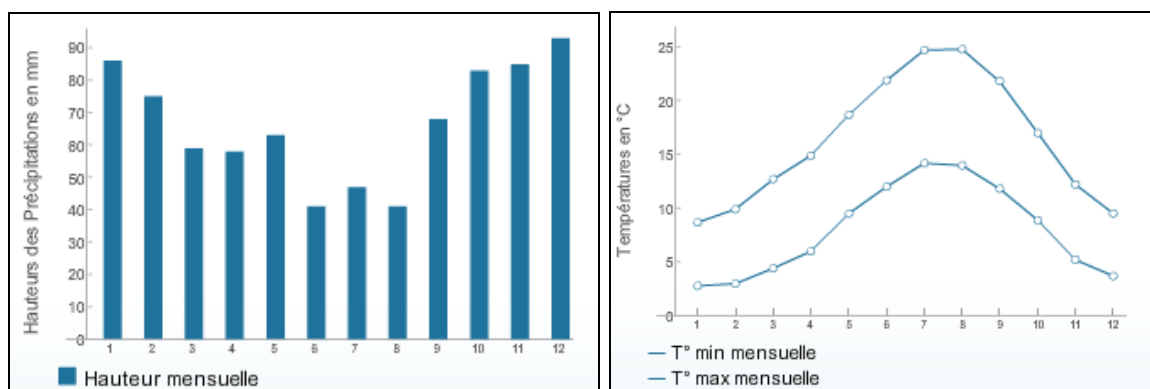 Hauteurs des Précipitations en mm
90
80
70
60
50
40
30
20
10
0
1 2 3 4 5 6 7 8 9 10 11 12
Hauteur mensuelle
Températures en °C
25
20
15
10
5
0
1 2 3 4 5 6 7 8 9 10 11 12
T° min mensuelle
T° max mensuelle